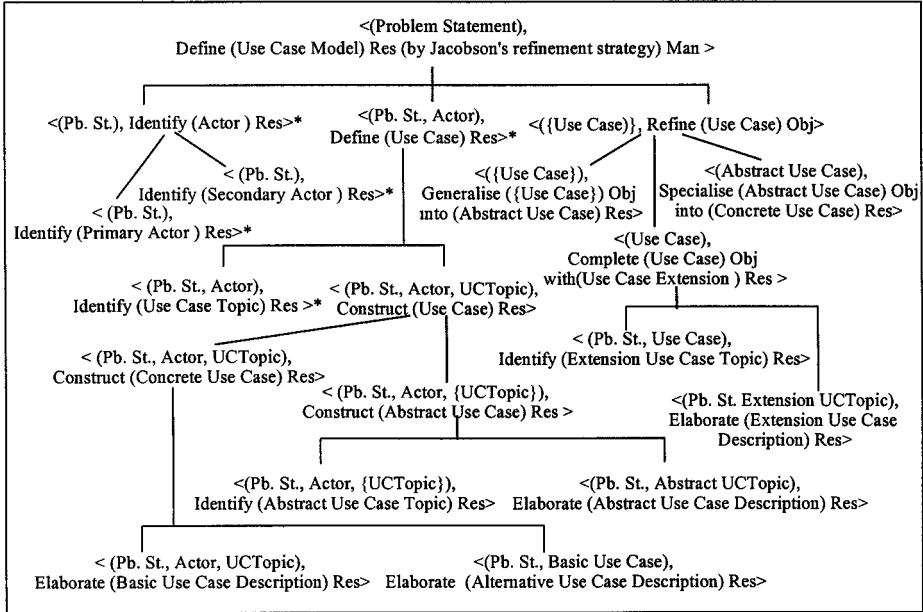 <(Problem Statement),
Define (Use Case Model) Res (by Jacobson's refinement strategy) Man >
<(Pb. St.), Identify (Actor ) Res>*
<(Pb. St., Actor),
Define (Use Case) Res>*
<({Use Case)}, Refine (Use Case) Obj>
< (Pb. St.),
Identify (Secondary Actor ) Res>*
< (Pb. St.),
Identify (Primary Actor ) Res>*
<({Use Case}),
Generalise ({Use Case}) Obj
into (Abstract Use Case) Res>
<(Abstract Use Case),
Specialise (Abstract Use Case) Obj
into (Concrete Use Case) Res>
<(Use Case),
Complete (Use Case) Obj
with(Use Case Extension ) Res >
< (Pb. St., Actor),
Identify (Use Case Topic) Res >*
< (Pb. St., Actor, UCTopic),
Construct (Use Case) Res>
< (Pb. St., Use Case),
Identify (Extension Use Case Topic) Res>
< (Pb. St., Actor, UCTopic),
Construct (Concrete Use Case) Res>
< (Pb. St., Actor, {UCTopic}),
Construct (Abstract Use Case) Res >
<(Pb. St. Extension UCTopic),
Elaborate (Extension Use Case
Description) Res>
<(Pb. St., Actor, {UCTopic}),
Identify (Abstract Use Case Topic) Res>
<(Pb. St., Abstract UCTopic),
Elaborate (Abstract Use Case Description) Res>
< (Pb. St., Actor, UCTopic),
Elaborate (Basic Use Case Description) Res>
<(Pb. St., Basic Use Case),
Elaborate (Alternative Use Case Description) Res>